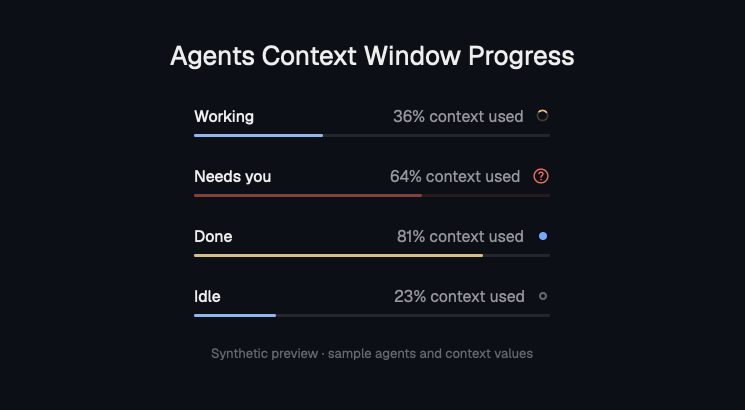 Agents Context Window Progress
Working 36% context used
Needs you 64% context used ?
Done 81% context used
Idle 23% context used
Synthetic preview · sample agents and context values